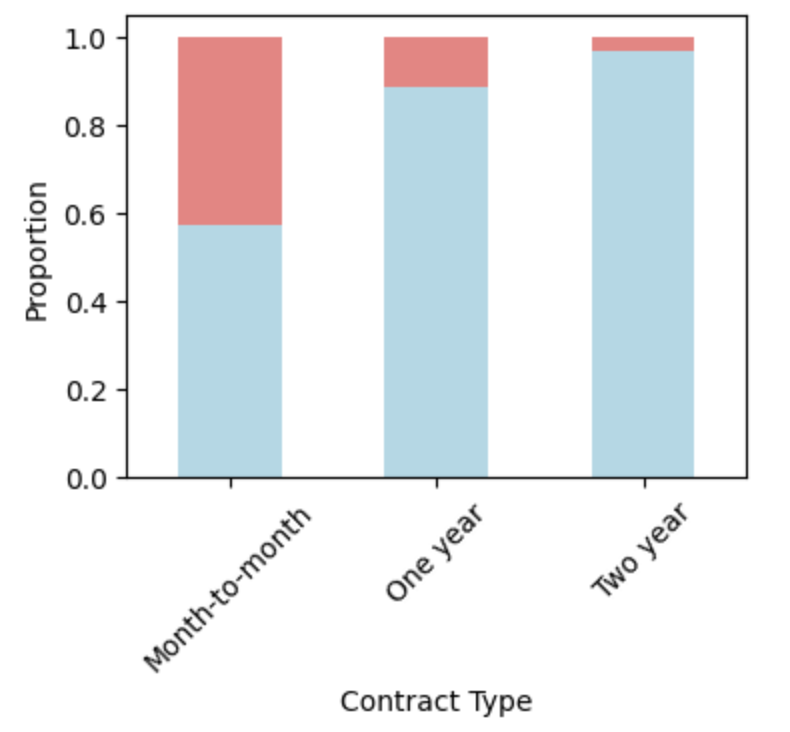 1.0
0.8
0.6
0.4
0.2
0.0
Proportion
Month-to-month
One year
Two year
Contract Type